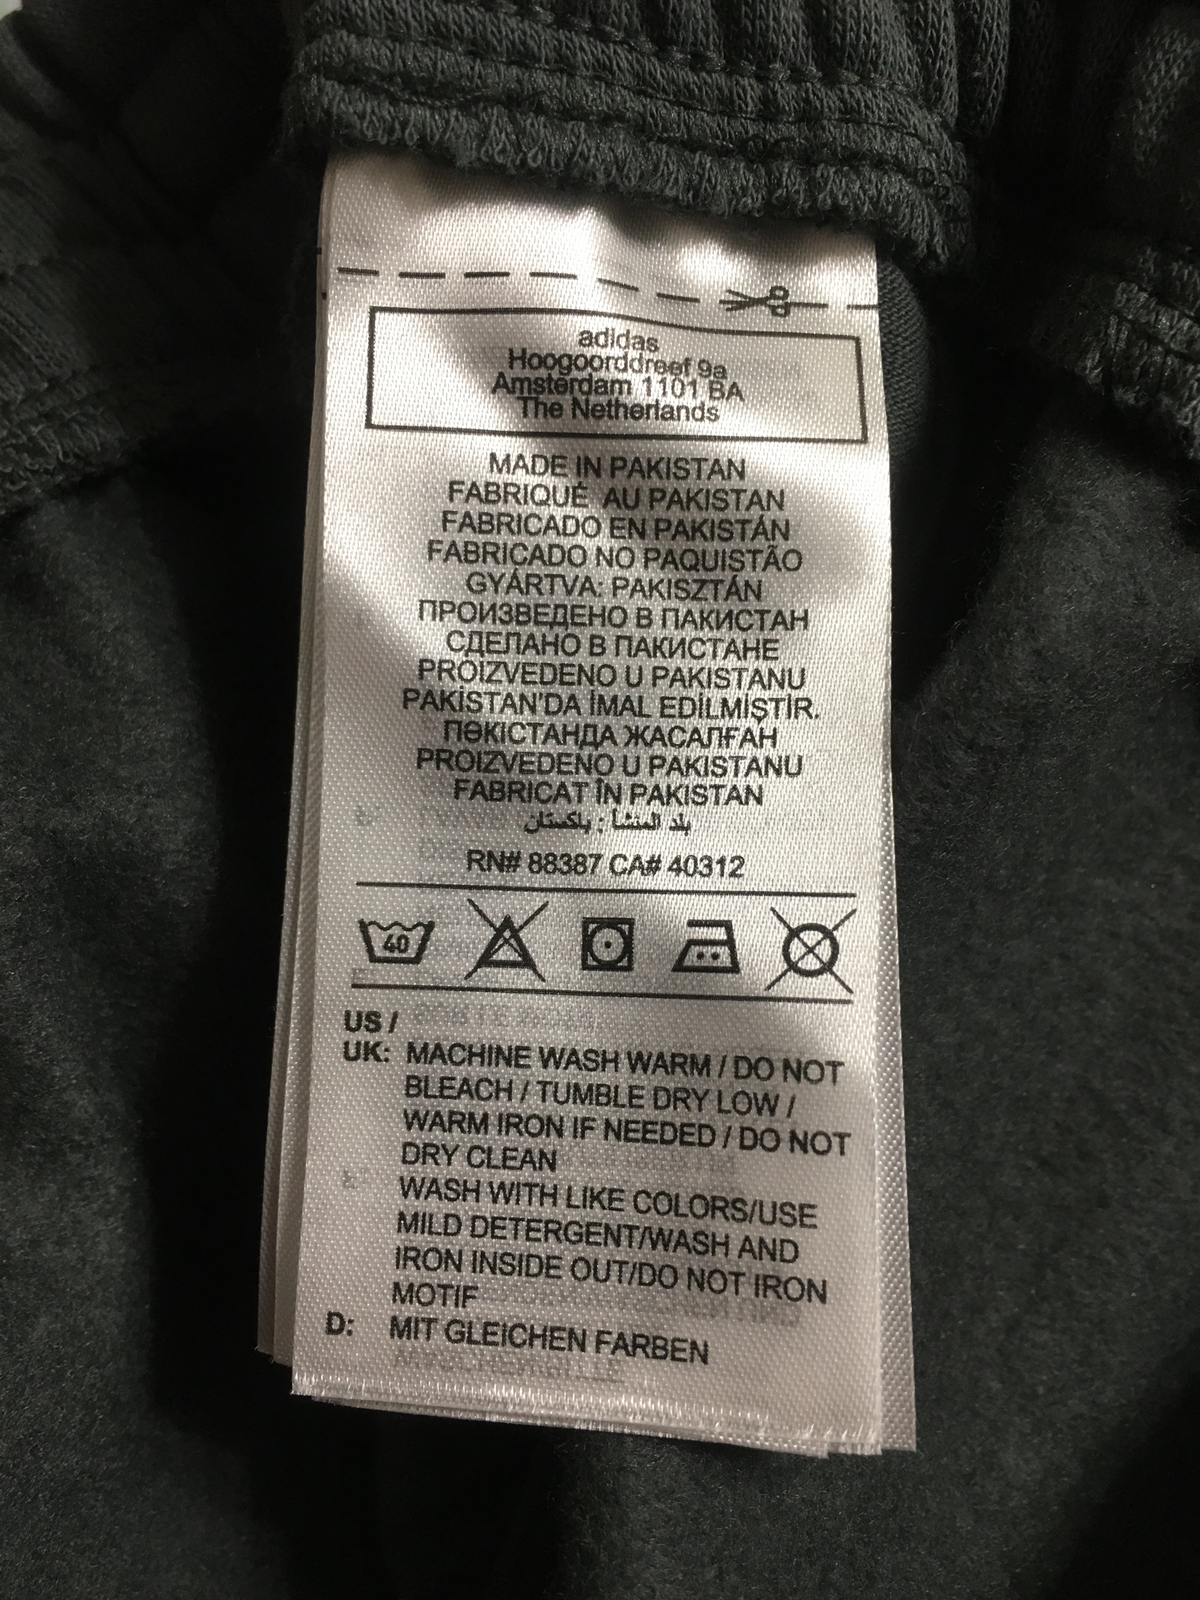 adidas
Hoogoorddreef 9a
Amsterdam 1101 BA
The Netherlands
MADE IN PAKISTAN
FABRIQUÉ AU PAKISTAN
FABRICADO EN PAKISTÁN
FABRICADO NO PAQUISTÃO
GYÁRTVA: PAKISZTÁN
ПРОИЗВЕДЕНО В ПАКИСТАН
СДЕЛАНО В ПАКИСТАНЕ
PROIZVEDENO U PAKISTANU
PAKİSTAN'DA İMAL EDİLMİŞTİR.
ПӘКІСТАНДА ЖАСАЛҒАН
PROIZVEDENO U PAKISTANU
FABRICAT ÎN PAKISTAN
بلد المنشأ : باكستان
RN# 88387 CA# 40312
40
US /
UK: MACHINE WASH WARM / DO NOT
BLEACH / TUMBLE DRY LOW /
WARM IRON IF NEEDED / DO NOT
DRY CLEAN
WASH WITH LIKE COLORS/USE
MILD DETERGENT/WASH AND
IRON INSIDE OUT/DO NOT IRON
MOTIF
D: MIT GLEICHEN FARBEN